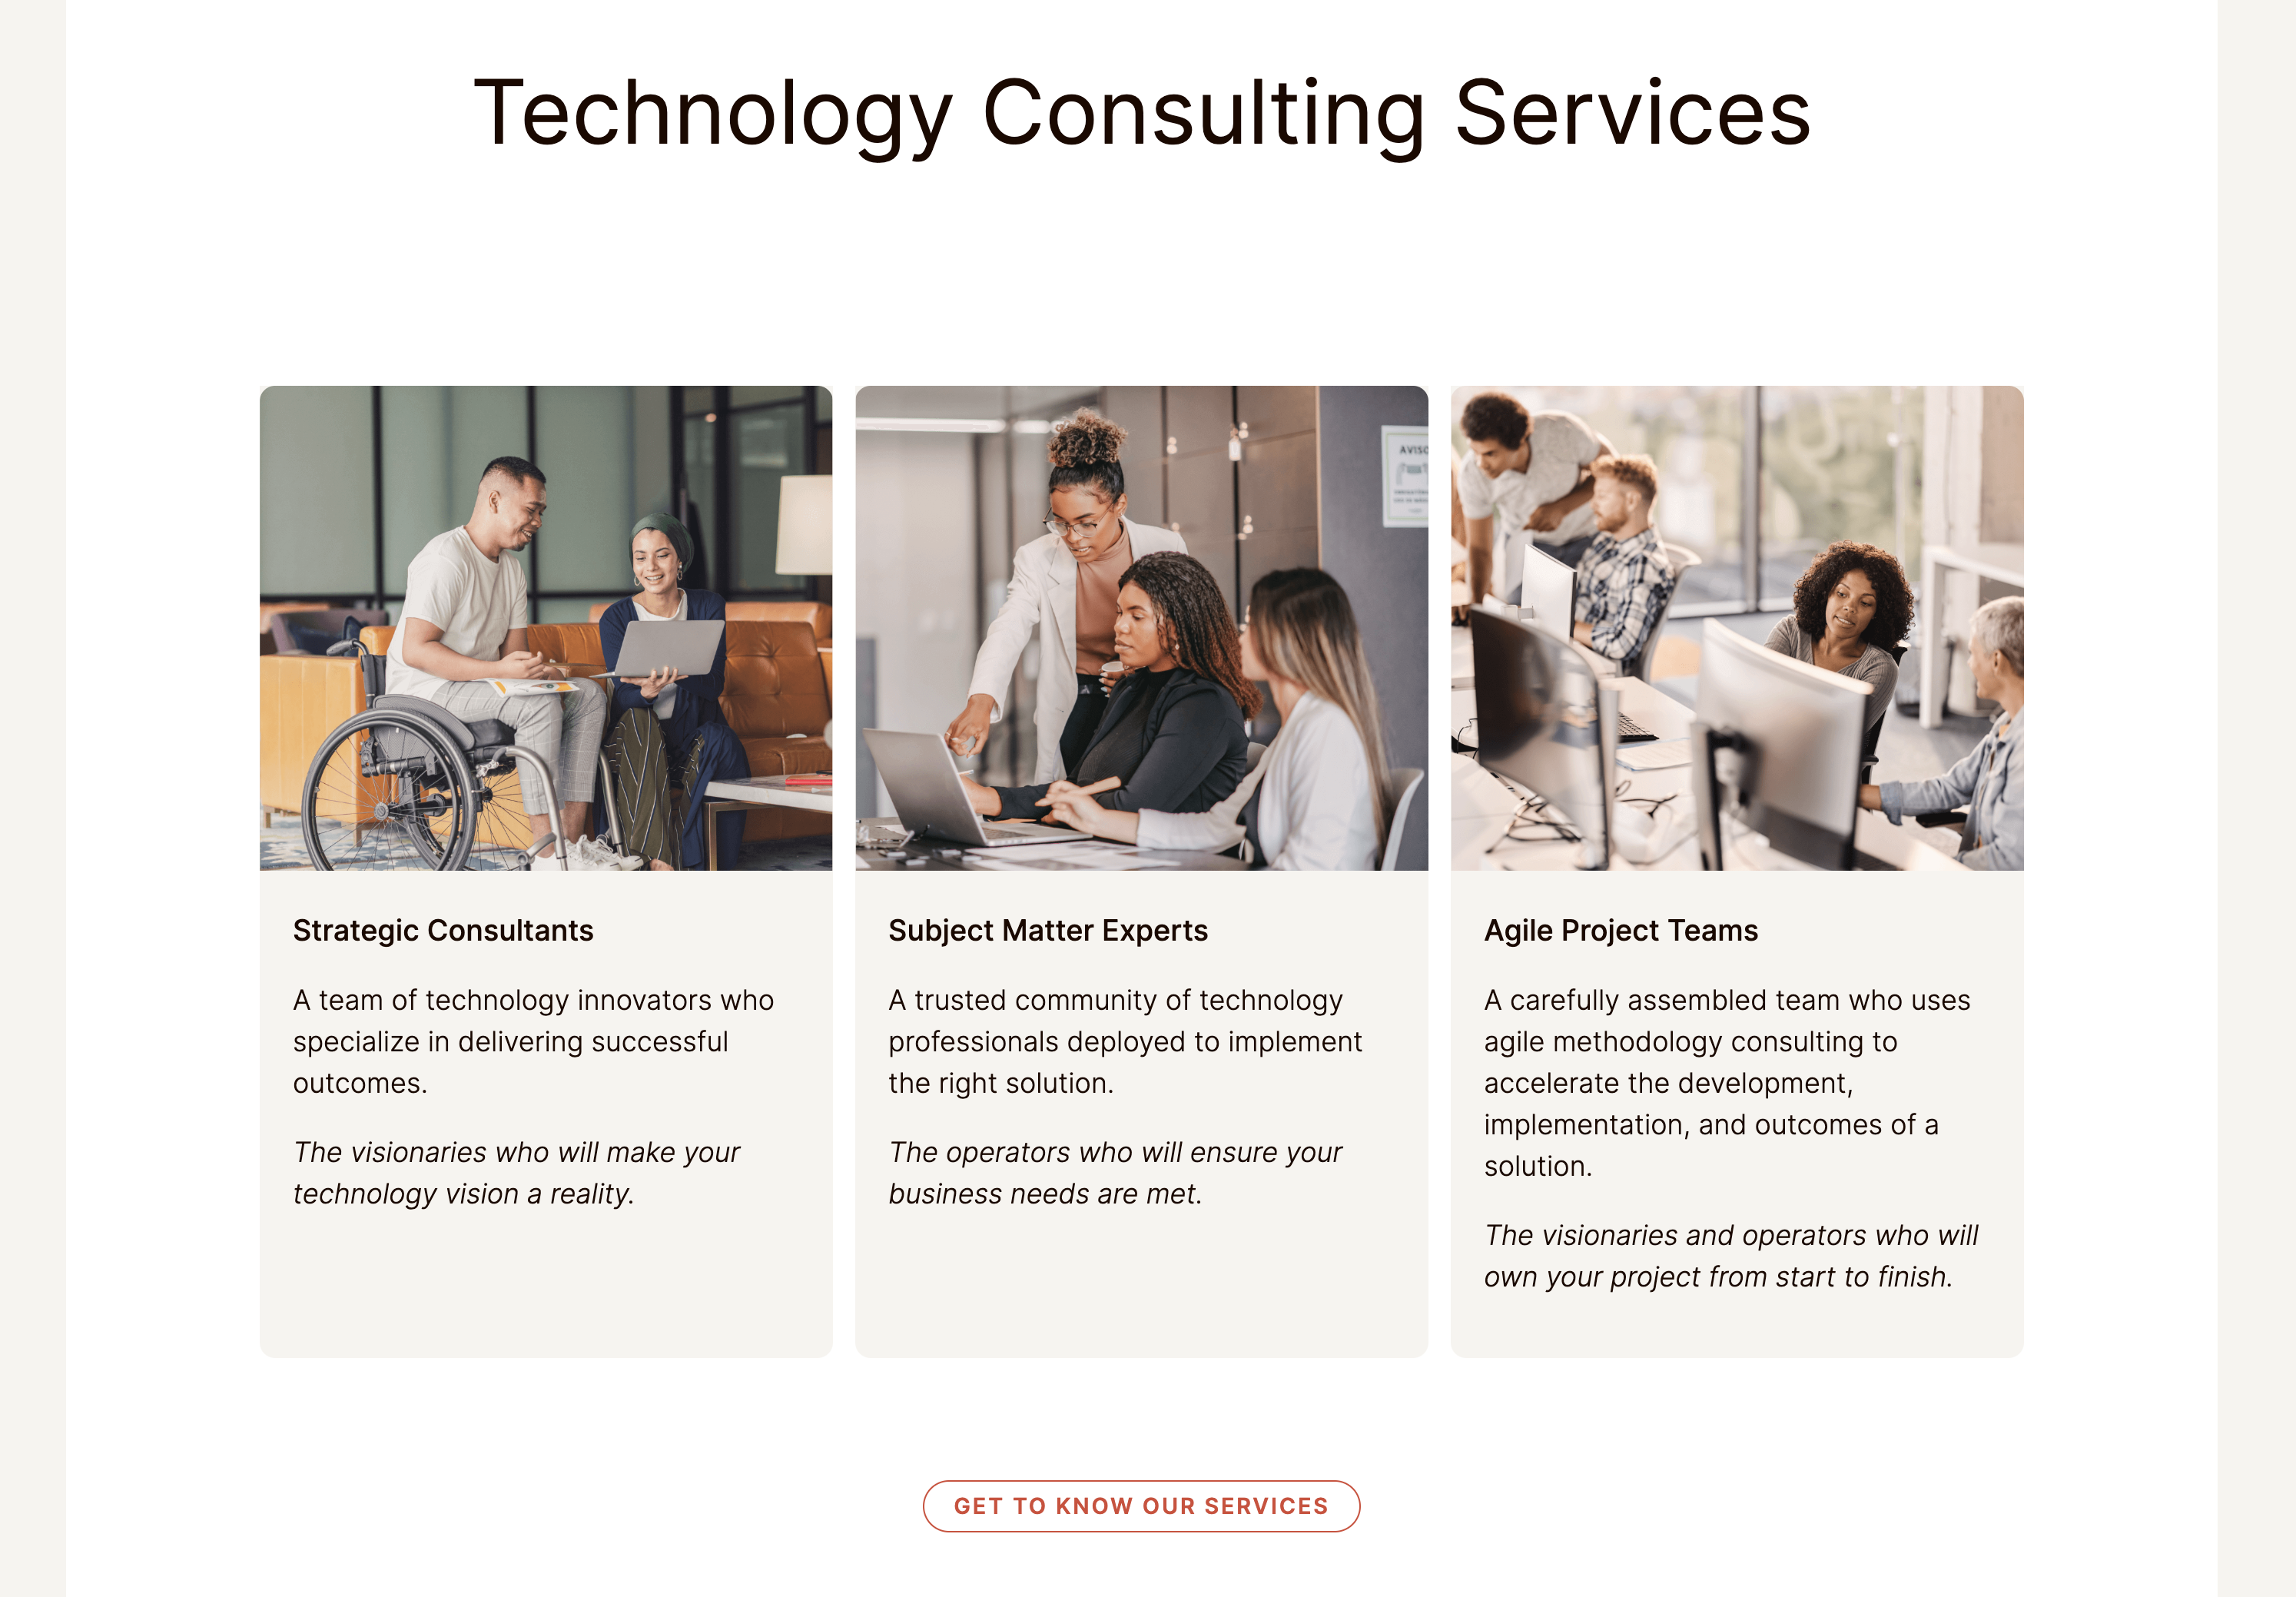 Technology Consulting Services
AVISO
Strategic Consultants
A team of technology innovators who
specialize in delivering successful
outcomes.
The visionaries who will make your
technology vision a reality.
Subject Matter Experts
A trusted community of technology
professionals deployed to implement
the right solution.
The operators who will ensure your
business needs are met.
Agile Project Teams
A carefully assembled team who uses
agile methodology consulting to
accelerate the development,
implementation, and outcomes of a
solution.
The visionaries and operators who will
own your project from start to finish.
GET TO KNOW OUR SERVICES